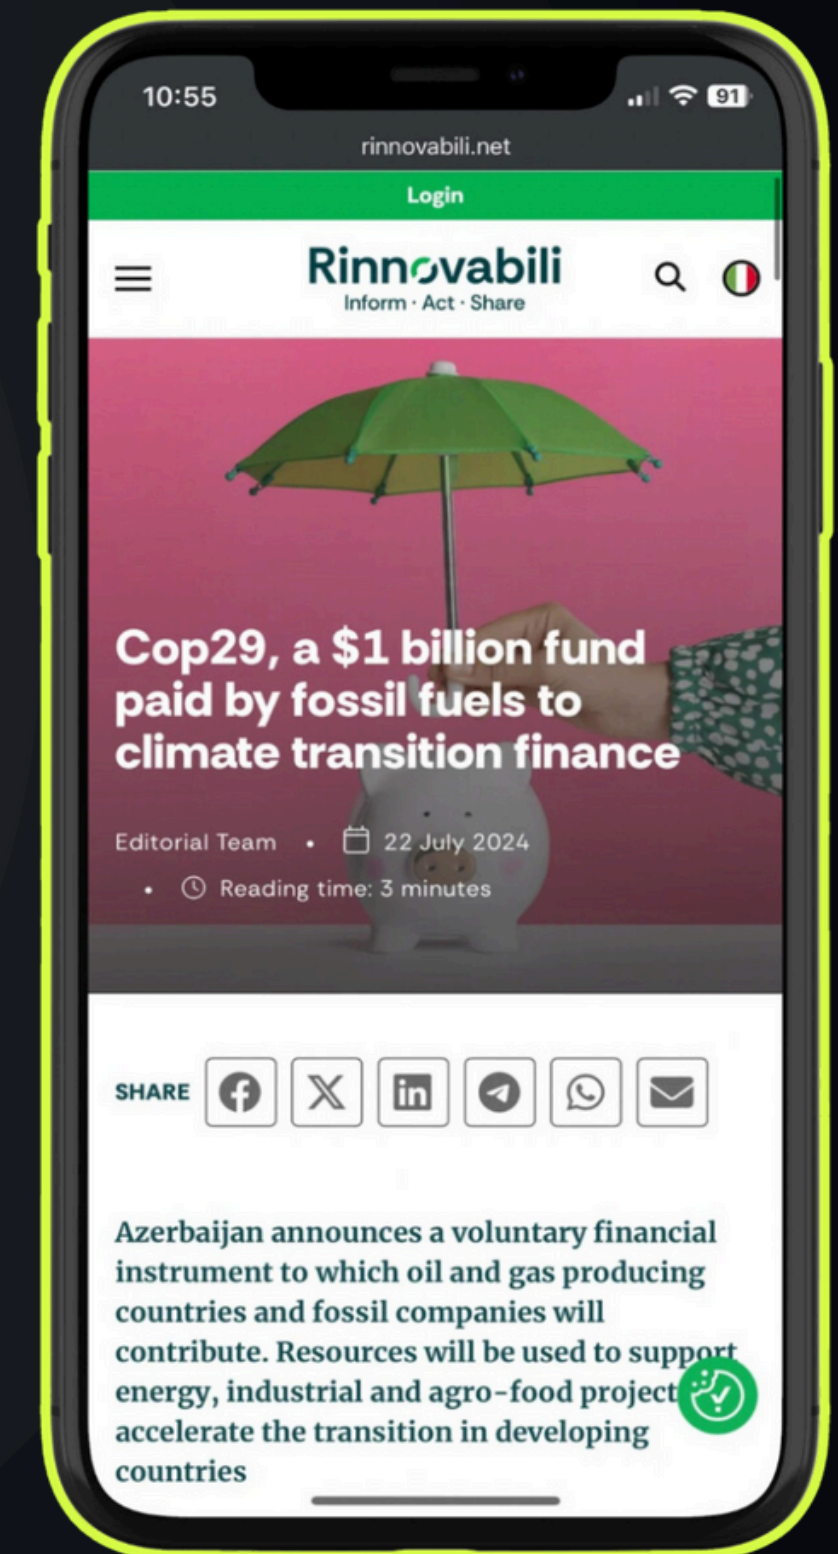 10:55
91
rinnovabili.net
Login
Rinnovabili
Inform · Act · Share
Cop29, a $1 billion fund
paid by fossil fuels to
climate transition finance
Editorial Team • 22 July 2024
• Reading time: 3 minutes
SHARE
Azerbaijan announces a voluntary financial
instrument to which oil and gas producing
countries and fossil companies will
contribute. Resources will be used to support
energy, industrial and agro-food project
accelerate the transition in developing
countries